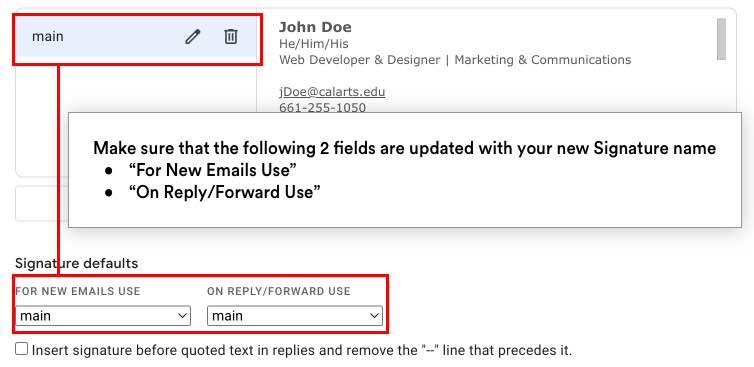 main
John Doe
He/Him/His
Web Developer & Designer | Marketing & Communications
jDoe@calarts.edu
661-255-1050
Make sure that the following 2 fields are updated with your new Signature name
● “For New Emails Use”
● “On Reply/Forward Use”
Signature defaults
FOR NEW EMAILS USE ON REPLY/FORWARD USE
main main
Insert signature before quoted text in replies and remove the "--" line that precedes it.